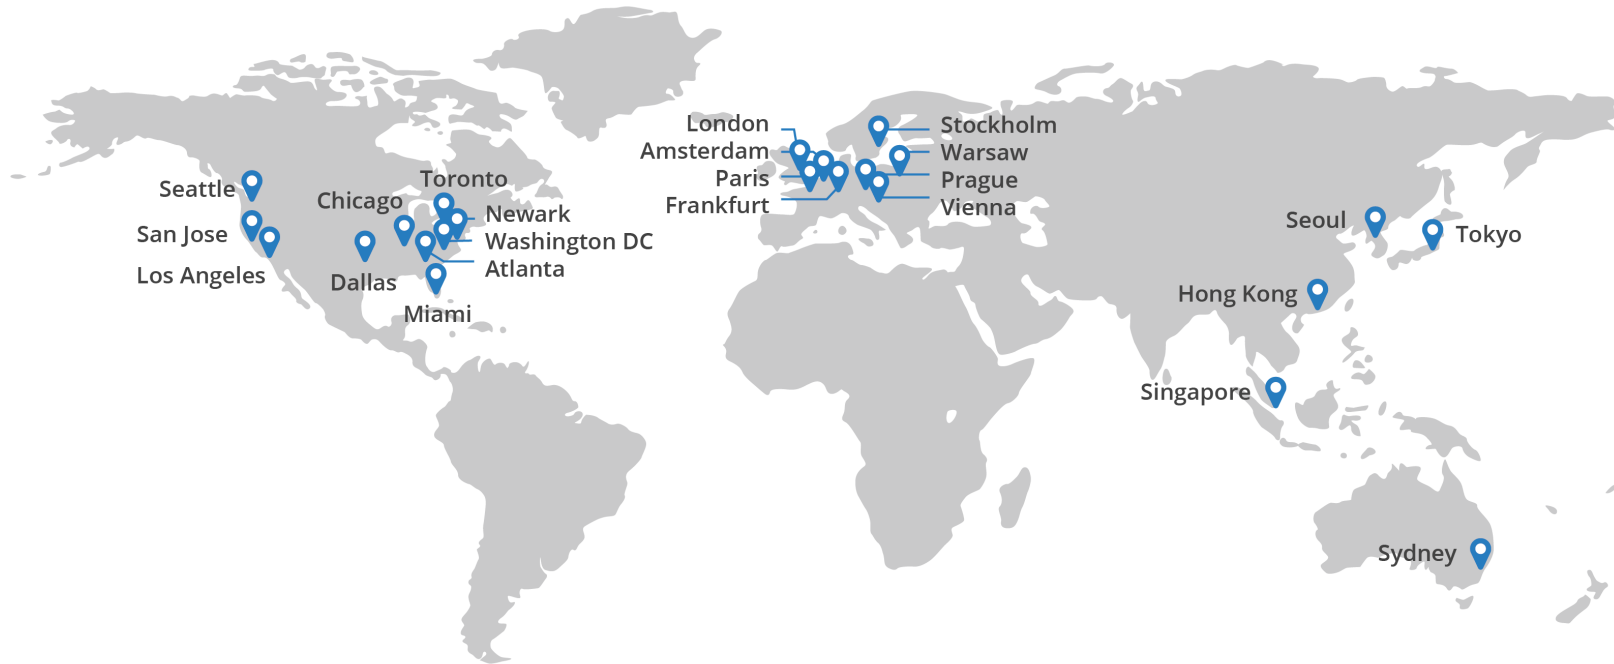 Seattle
San Jose
Los Angeles
Chicago
Dallas
Toronto
Newark
Washington DC
Atlanta
Miami
London
Amsterdam
Paris
Frankfurt
Stockholm
Warsaw
Prague
Vienna
Seoul
Tokyo
Hong Kong
Singapore
Sydney